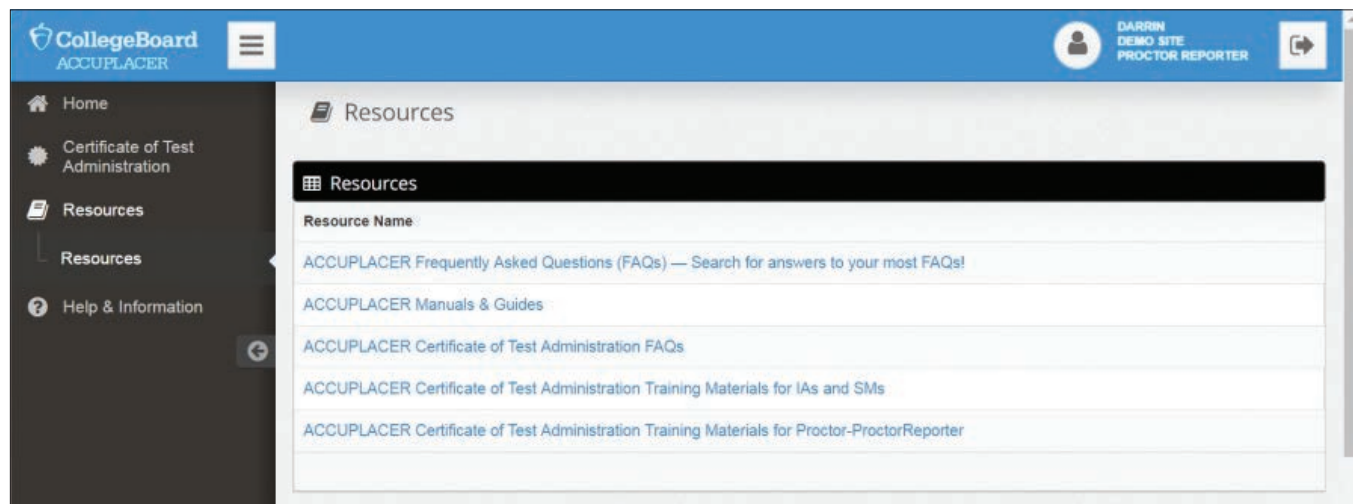 CollegeBoard
ACCUPLACER
DARRIN
DEMO SITE
PROCTOR REPORTER
Home
Certificate of Test
Administration
Resources
Resources
Help & Information
Resources
Resources
Resource Name
ACCUPLACER Frequently Asked Questions (FAQs) — Search for answers to your most FAQs!
ACCUPLACER Manuals & Guides
ACCUPLACER Certificate of Test Administration FAQs
ACCUPLACER Certificate of Test Administration Training Materials for IAs and SMs
ACCUPLACER Certificate of Test Administration Training Materials for Proctor-ProctorReporter